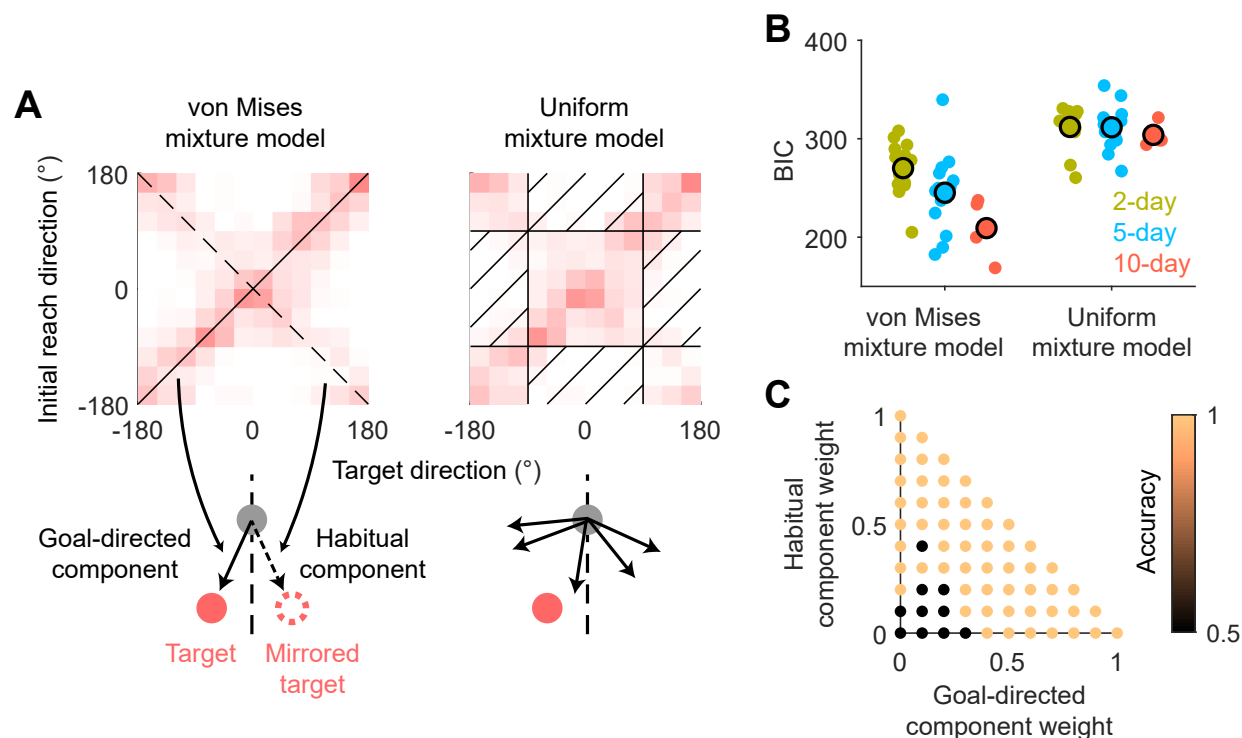 A
von Mises
mixture model
Uniform
mixture model
Initial reach direction (°)
180
0
-180
-180
0
180
-180
0
180
Target direction (°)
Goal-directed
component
Habitual
component
Target
Mirrored
target
B
BIC
400
300
200
2-day
5-day
10-day
von Mises
mixture model
Uniform
mixture model
C
Habitual
component weight
1
0.5
0
0
0.5
1
Goal-directed
component weight
Accuracy
1
0.5